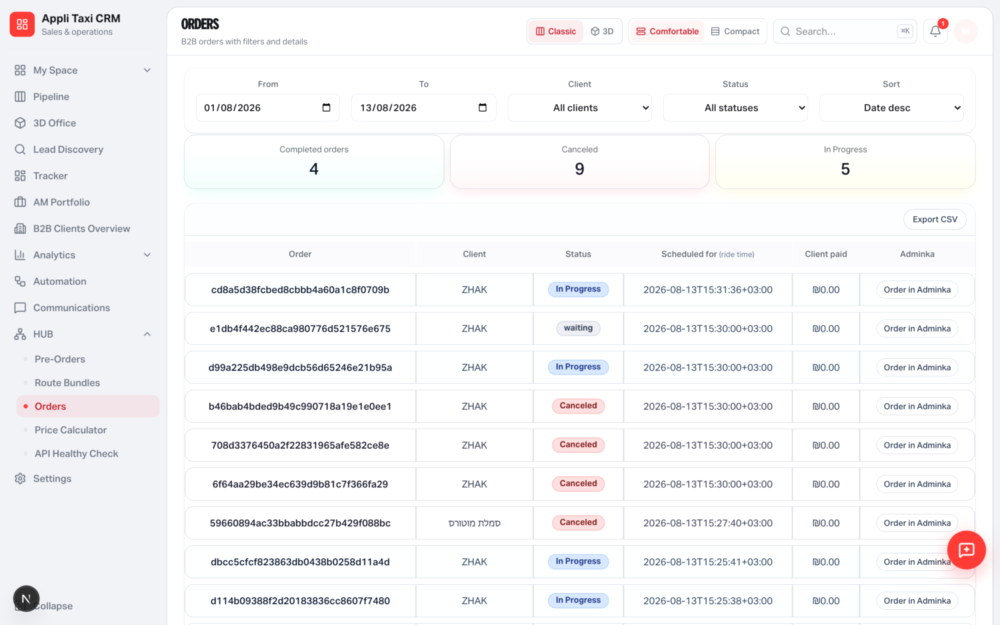 Appli Taxi CRM
Sales & operations
My Space
Pipeline
3D Office
Lead Discovery
Tracker
AM Portfolio
B2B Clients Overview
Analytics
Automation
Communications
HUB
Pre-Orders
Route Bundles
Orders
Price Calculator
API Healthy Check
Settings
N
Collapse
ORDERS
B2B orders with filters and details
Classic 3D Comfortable Compact Search... ⌘K 1
From To Client Status Sort
01/08/2026 13/08/2026 All clients All statuses Date desc
Completed orders Canceled In Progress
4 9 5
Export CSV
Order Client Status Scheduled for (ride time) Client paid Adminka
cd8a5d38fcbed8cbbb4a60a1c8f0709b ZHAK In Progress 2026-08-13T15:31:36+03:00 ₪0.00 Order in Adminka
e1db4f442ec88ca980776d521576e675 ZHAK waiting 2026-08-13T15:30:00+03:00 ₪0.00 Order in Adminka
d99a225db498e9dcb56d65246e21b95a ZHAK In Progress 2026-08-13T15:30:00+03:00 ₪0.00 Order in Adminka
b46bab4bded9b49c990718a19e1e0ee1 ZHAK Canceled 2026-08-13T15:30:00+03:00 ₪0.00 Order in Adminka
708d3376450a2f22831965afe582ce8e ZHAK Canceled 2026-08-13T15:30:00+03:00 ₪0.00 Order in Adminka
6f64aa29be34ec639d9b81c7f366fa29 ZHAK Canceled 2026-08-13T15:30:00+03:00 ₪0.00 Order in Adminka
59660894ac33bbabbdcc27b429f088bc סמלת מוטורס Canceled 2026-08-13T15:27:40+03:00 ₪0.00 Order in Adminka
dbcc5cfcf823863db0438b0258d11a4d ZHAK In Progress 2026-08-13T15:25:41+03:00 ₪0.00 Order in Adminka
d114b09388f2d20183836cc8607f7480 ZHAK In Progress 2026-08-13T15:25:38+03:00 ₪0.00 Order in Adminka